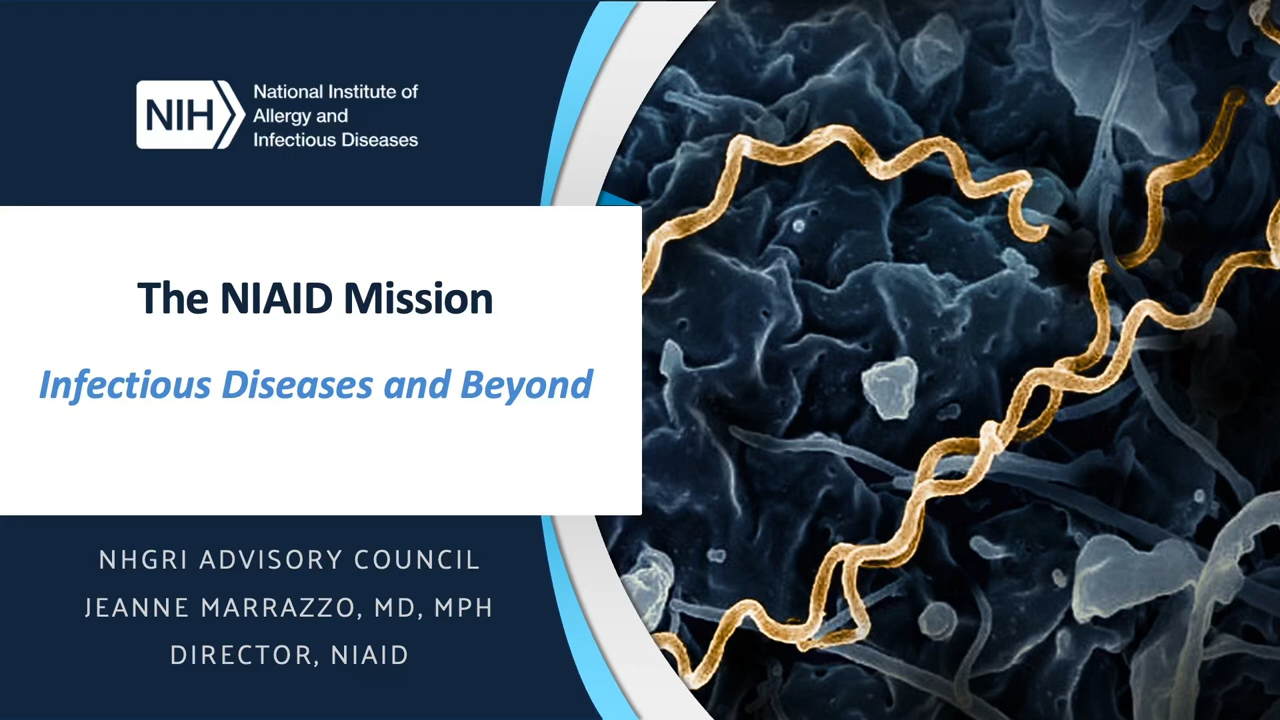 NIH
National Institute of
Allergy and
Infectious Diseases
The NIAID Mission
Infectious Diseases and Beyond
NHGRI ADVISORY COUNCIL
JEANNE MARRAZZO, MD, MPH
DIRECTOR, NIAID